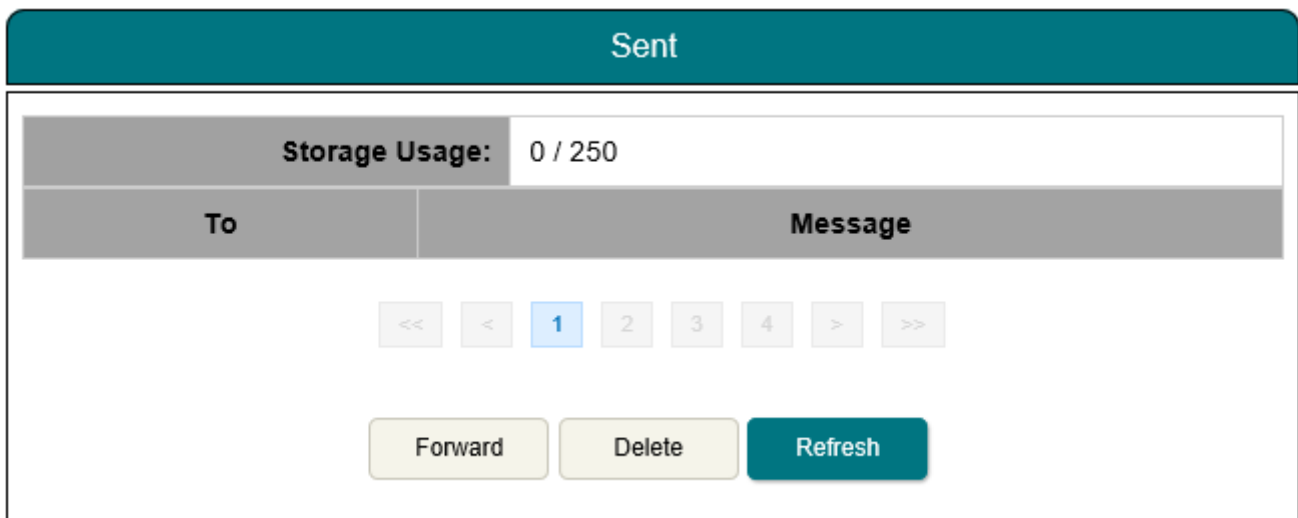 Sent
Storage Usage: 0 / 250
To Message
<< < 1 2 3 4 > >>
Forward Delete Refresh